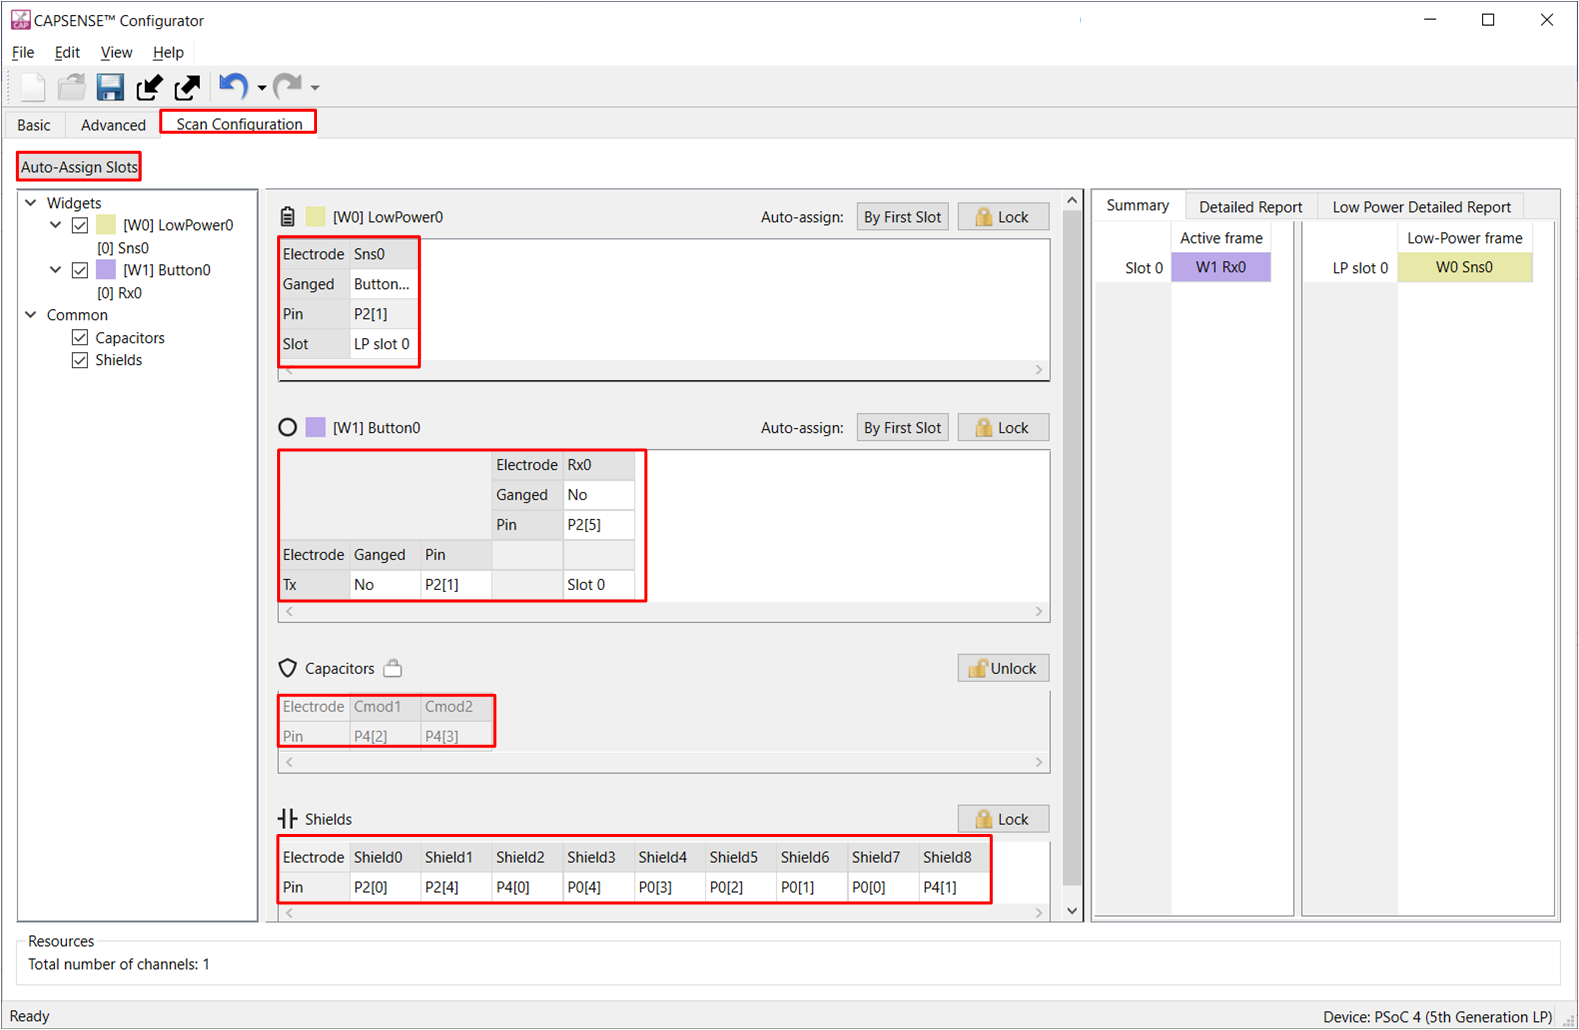 CAPSENSE™ Configurator
File Edit View Help
Basic Advanced Scan Configuration
Auto-Assign Slots
Widgets
[W0] LowPower0
[0] Sns0
[W1] Button0
[0] Rx0
Common
Capacitors
Shields
[W0] LowPower0 Auto-assign: By First Slot Lock
Electrode Sns0
Ganged Button...
Pin P2[1]
Slot LP slot 0
[W1] Button0 Auto-assign: By First Slot Lock
Electrode Rx0
Ganged No
Pin P2[5]
Electrode Ganged Pin
Tx No P2[1] Slot 0
Capacitors Unlock
Electrode Cmod1 Cmod2
Pin P4[2] P4[3]
Shields Lock
Electrode Shield0 Shield1 Shield2 Shield3 Shield4 Shield5 Shield6 Shield7 Shield8
Pin P2[0] P2[4] P4[0] P0[4] P0[3] P0[2] P0[1] P0[0] P4[1]
Summary Detailed Report Low Power Detailed Report
Active frame Low-Power frame
Slot 0 W1 Rx0 LP slot 0 W0 Sns0
Resources
Total number of channels: 1
Ready Device: PSoC 4 (5th Generation LP)